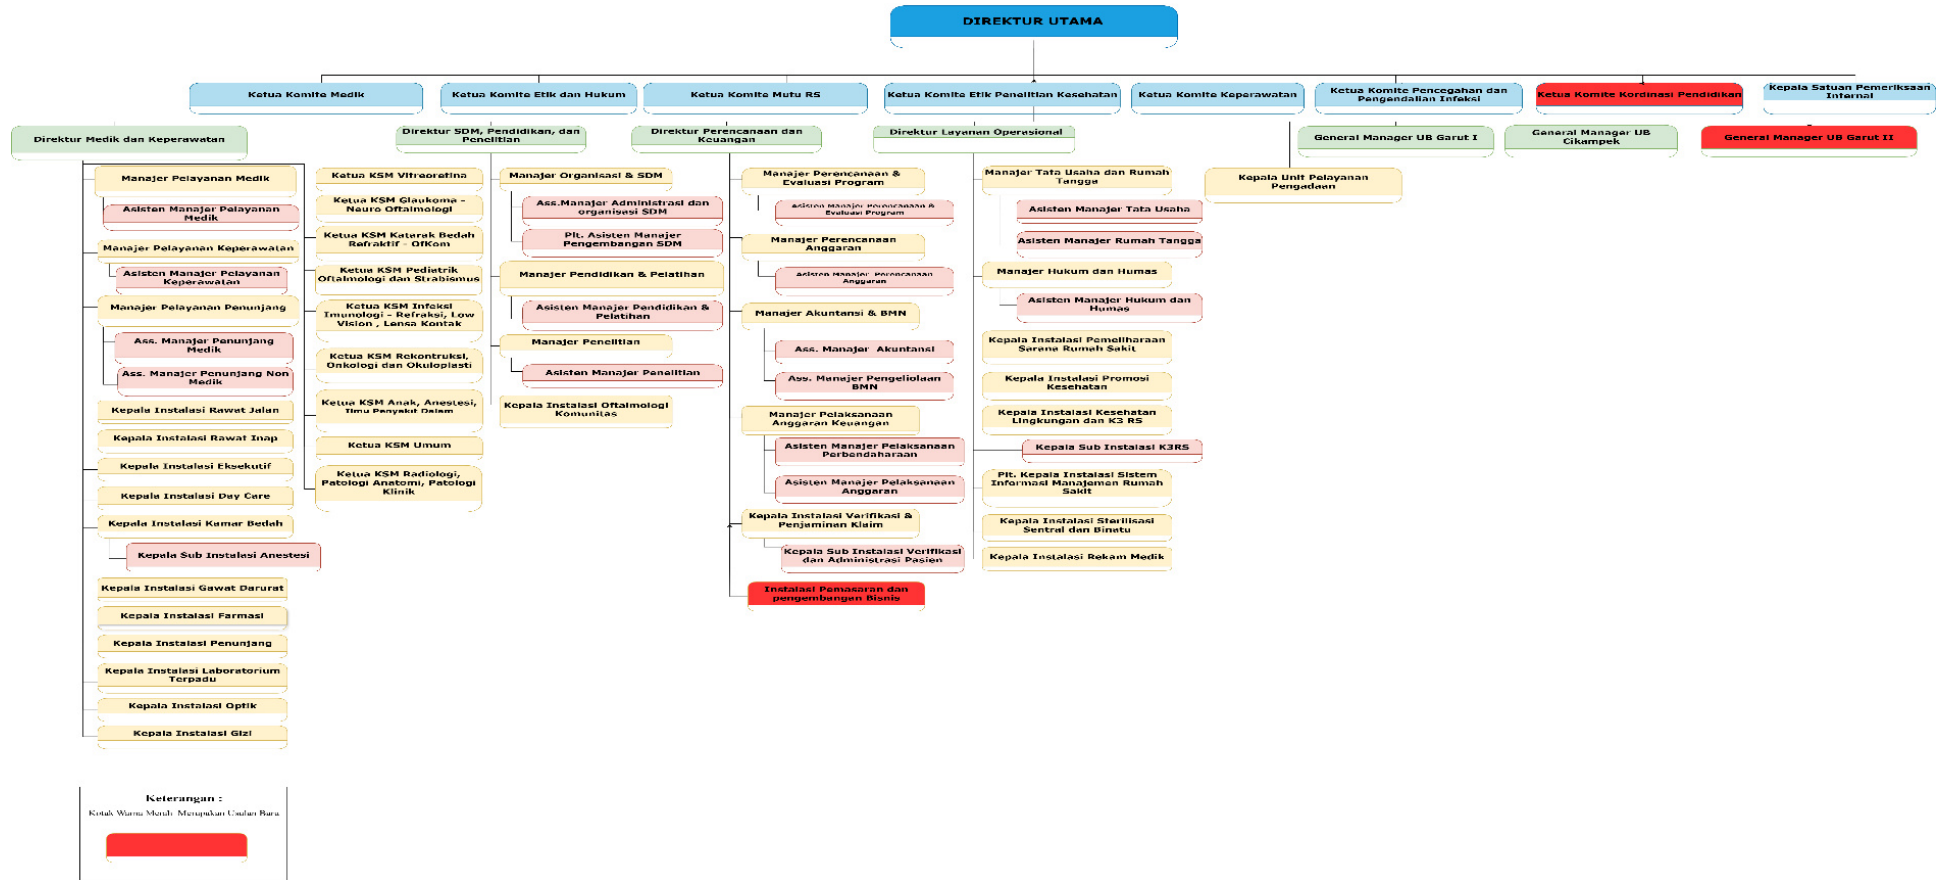 DIREKTUR UTAMA
Ketua Komite Medik
Ketua Komite Etik dan Hukum
Ketua Komite Mutu RS
Ketua Komite Etik Penelitian Kesehatan
Ketua Komite Keperawatan
Ketua Komite Pencegahan dan
Pengendalian Infeksi
Ketua Komite Kordinasi Pendidikan
Kepala Satuan Pemeriksaan
Internal
Direktur Medik dan Keperawatan
Direktur SDM, Pendidikan, dan
Penelitian
Direktur Perencanaan dan
Keuangan
Direktur Layanan Operasional
General Manager UB Garut I
General Manager UB
Cikampek
General Manager UB Garut II
Manajer Pelayanan Medik
Asisten Manajer Pelayanan
Medik
Manajer Pelayanan Keperawatan
Asisten Manajer Pelayanan
Keperawatan
Manajer Pelayanan Penunjang
Ass. Manajer Penunjang
Medik
Ass. Manajer Penunjang Non
Medik
Kepala Instalasi Rawat Jalan
Kepala Instalasi Rawat Inap
Kepala Instalasi Eksekutif
Kepala Instalasi Day Care
Kepala Instalasi Kamar Bedah
Kepala Sub Instalasi Anestesi
Kepala Instalasi Gawat Darurat
Kepala Instalasi Farmasi
Kepala Instalasi Penunjang
Kepala Instalasi Laboratorium
Terpadu
Kepala Instalasi Optik
Kepala Instalasi Gizi
Ketua KSM Vitreoretina
Ketua KSM Glaukoma -
Neuro Oftalmologi
Ketua KSM Katarak Bedah
Refraktif - OfKom
Ketua KSM Pediatrik
Oftalmologi dan Strabismus
Ketua KSM Infeksi
Imunologi - Refraksi, Low
Vision , Lensa Kontak
Ketua KSM Rekontruksi,
Onkologi dan Okuloplasti
Ketua KSM Anak, Anestesi,
Ilmu Penyakit Dalam
Ketua KSM Umum
Ketua KSM Radiologi,
Patologi Anatomi, Patologi
Klinik
Manajer Organisasi & SDM
Ass.Manajer Administrasi dan
organisasi SDM
Plt. Asisten Manajer
Pengembangan SDM
Manajer Pendidikan & Pelatihan
Asisten Manajer Pendidikan &
Pelatihan
Manajer Penelitian
Asisten Manajer Penelitian
Kepala Instalasi Oftalmologi
Komunitas
Manajer Perencanaan &
Evaluasi Program
Asisten Manajer Perencanaan &
Evaluasi Program
Manajer Perencanaan
Anggaran
Asisten Manajer Perencanaan
Anggaran
Manajer Akuntansi & BMN
Ass. Manajer Akuntansi
Ass. Manajer Pengeliolaan
BMN
Manajer Pelaksanaan
Anggaran Keuangan
Asisten Manajer Pelaksanaan
Perbendaharaan
Asisten Manajer Pelaksanaan
Anggaran
Kepala Instalasi Verifikasi &
Penjaminan Klaim
Kepala Sub Instalasi Verifikasi
dan Administrasi Pasien
Instalasi Pemasaran dan
pengembangan Bisnis
Manajer Tata Usaha dan Rumah
Tangga
Asisten Manajer Tata Usaha
Asisten Manajer Rumah Tangga
Manajer Hukum dan Humas
Asisten Manajer Hukum dan
Humas
Kepala Instalasi Pemeliharaan
Sarana Rumah Sakit
Kepala Instalasi Promosi
Kesehatan
Kepala Instalasi Kesehatan
Lingkungan dan K3 RS
Kepala Sub Instalasi K3RS
Plt. Kepala Instalasi Sistem
Informasi Manajemen Rumah
Sakit
Kepala Instalasi Sterilisasi
Sentral dan Binatu
Kepala Instalasi Rekam Medik
Kepala Unit Pelayanan
Pengadaan
Keterangan :
Kotak Warna Merah Merupakan Usulan Baru